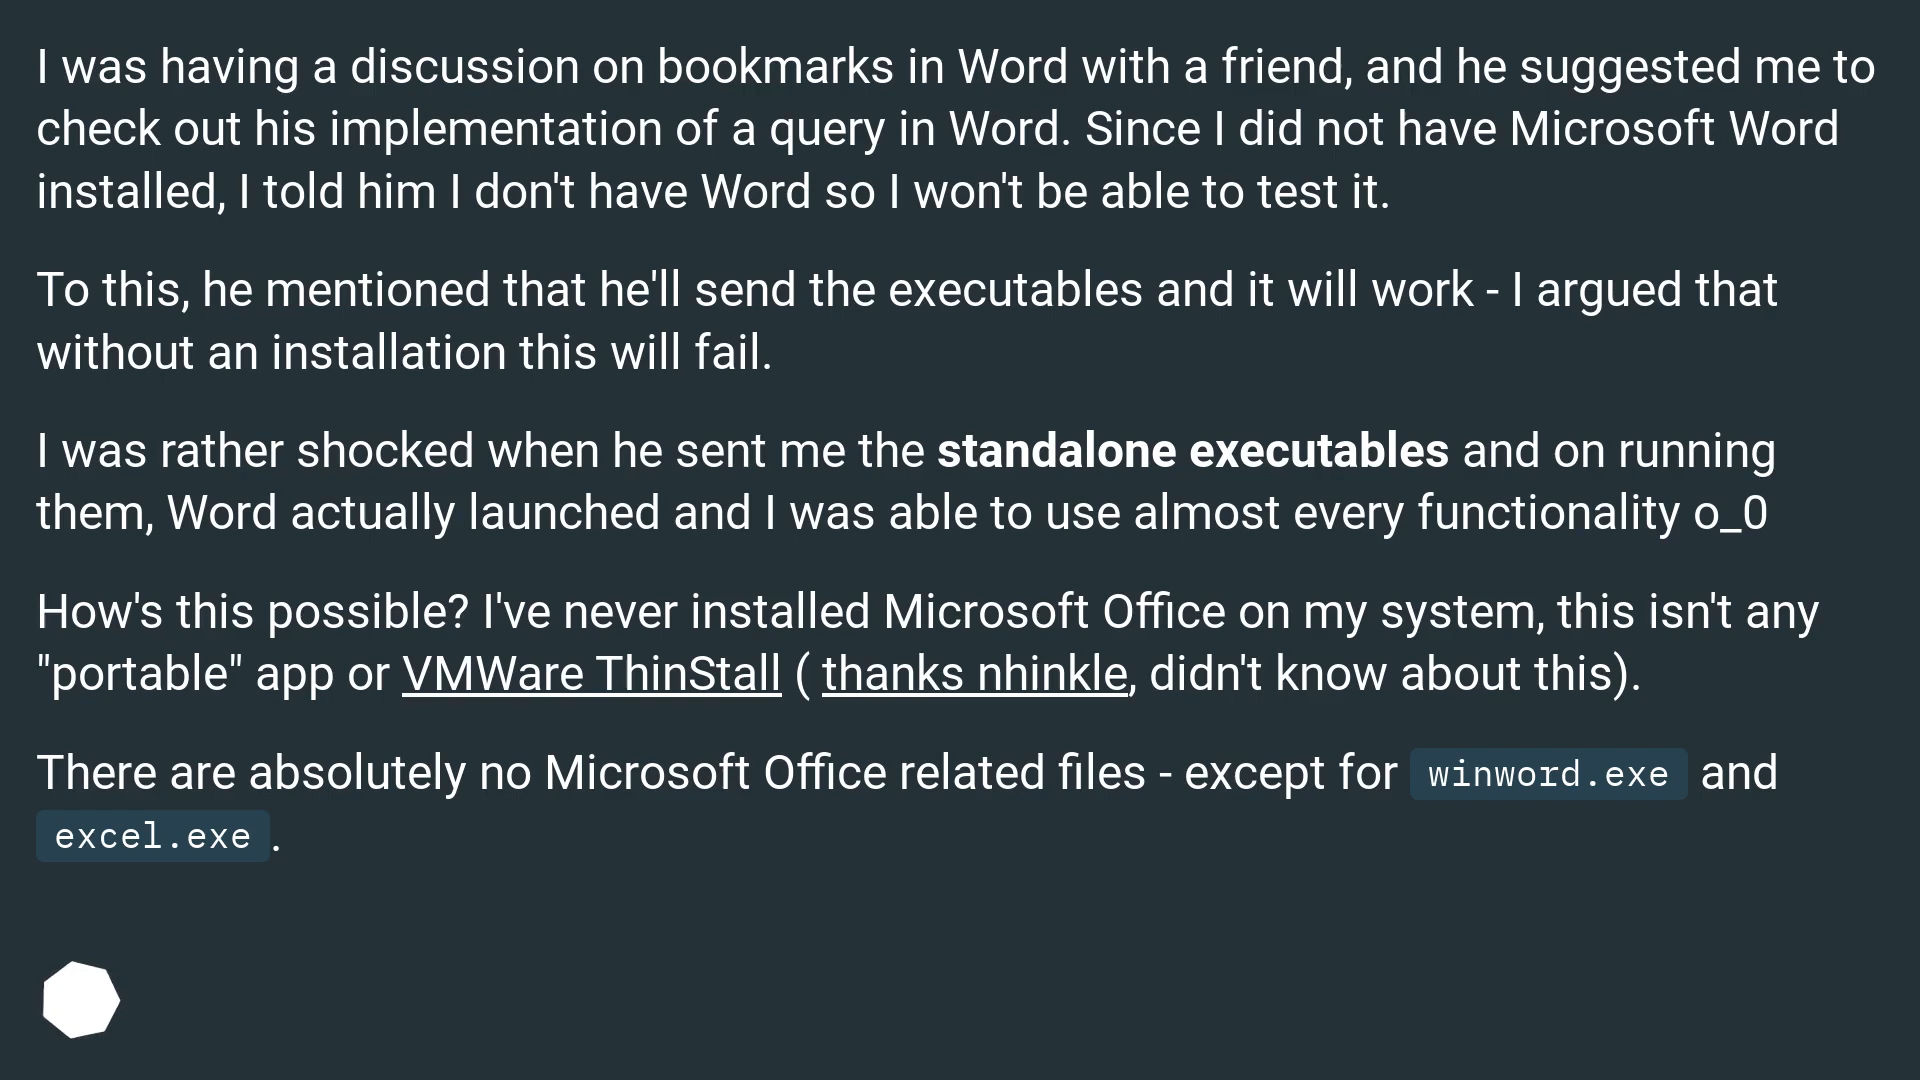 I was having a discussion on bookmarks in Word with a friend, and he suggested me to
check out his implementation of a query in Word. Since I did not have Microsoft Word
installed, I told him I don't have Word so I won't be able to test it.
To this, he mentioned that he'll send the executables and it will work - I argued that
without an installation this will fail.
I was rather shocked when he sent me the standalone executables and on running
them, Word actually launched and I was able to use almost every functionality o_0
How's this possible? I've never installed Microsoft Office on my system, this isn't any
"portable" app or VMWare ThinStall ( thanks nhinkle, didn't know about this).
There are absolutely no Microsoft Office related files - except for winword.exe and
excel.exe .